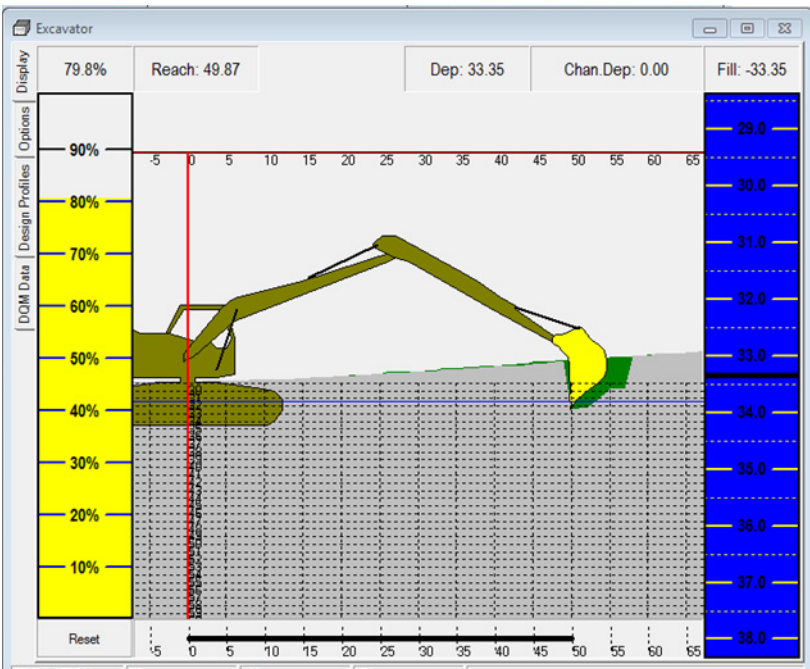 Excavator
Display
Options
Design Profiles
DQM Data
79.8%
Reach: 49.87
Dep: 33.35
Chan.Dep: 0.00
Fill: -33.35
90%
80%
70%
60%
50%
40%
30%
20%
10%
-5 0 5 10 15 20 25 30 35 40 45 50 55 60 65
29.0
30.0
31.0
32.0
33.0
34.0
35.0
36.0
37.0
38.0
Reset
-5 0 5 10 15 20 25 30 35 40 45 50 55 60 65